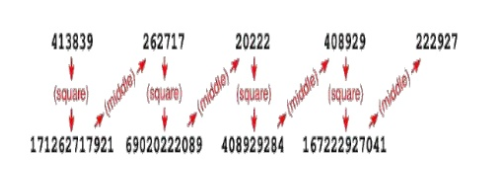 413839 262717 20222 408929 222927
(square) (middle) (square) (middle) (square) (middle) (square) (middle)
171262717921 69020222089 408929284 167222927041